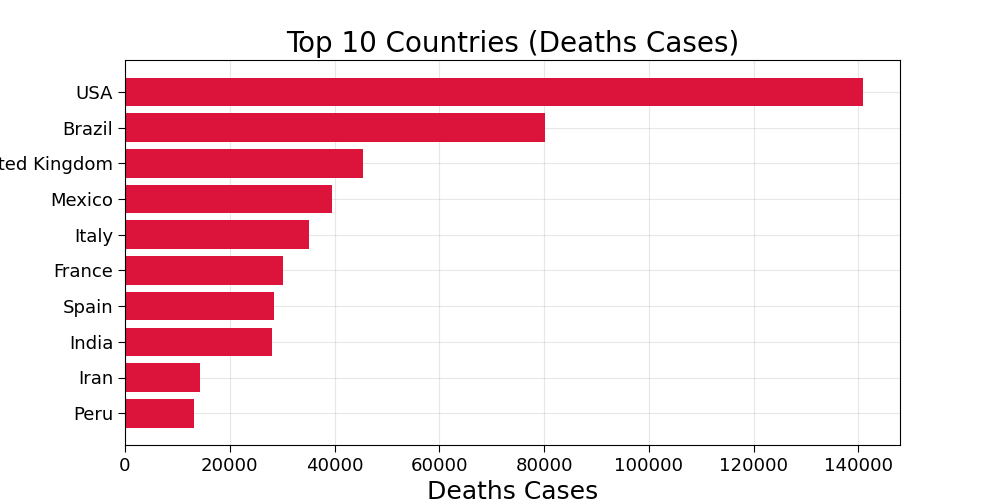 Top 10 Countries (Deaths Cases)
USA
Brazil
ted Kingdom
Mexico
Italy
France
Spain
India
Iran
Peru
0 20000 40000 60000 80000 100000 120000 140000
Deaths Cases